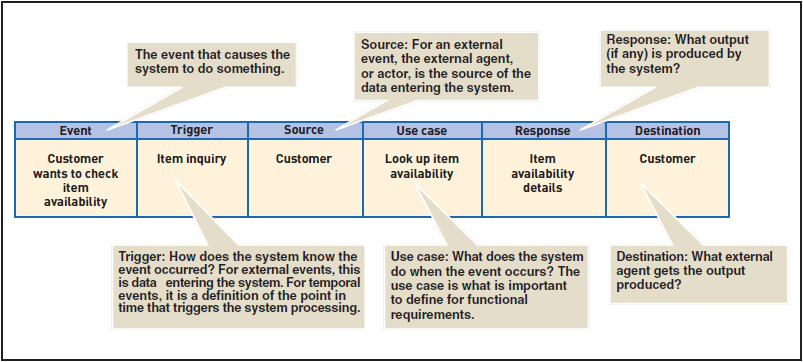 The event that causes the
system to do something.
Source: For an external
event, the external agent,
or actor, is the source of the
data entering the system.
Response: What output
(if any) is produced by
the system?
Event Trigger Source Use case Response Destination
Customer
wants to check
item
availability
Item inquiry
Customer
Look up item
availability
Item
availability
details
Customer
Trigger: How does the system know the
event occurred? For external events, this
is data entering the system. For temporal
events, it is a definition of the point in
time that triggers the system processing.
Use case: What does the system
do when the event occurs? The
use case is what is important
to define for functional
requirements.
Destination: What external
agent gets the output
produced?